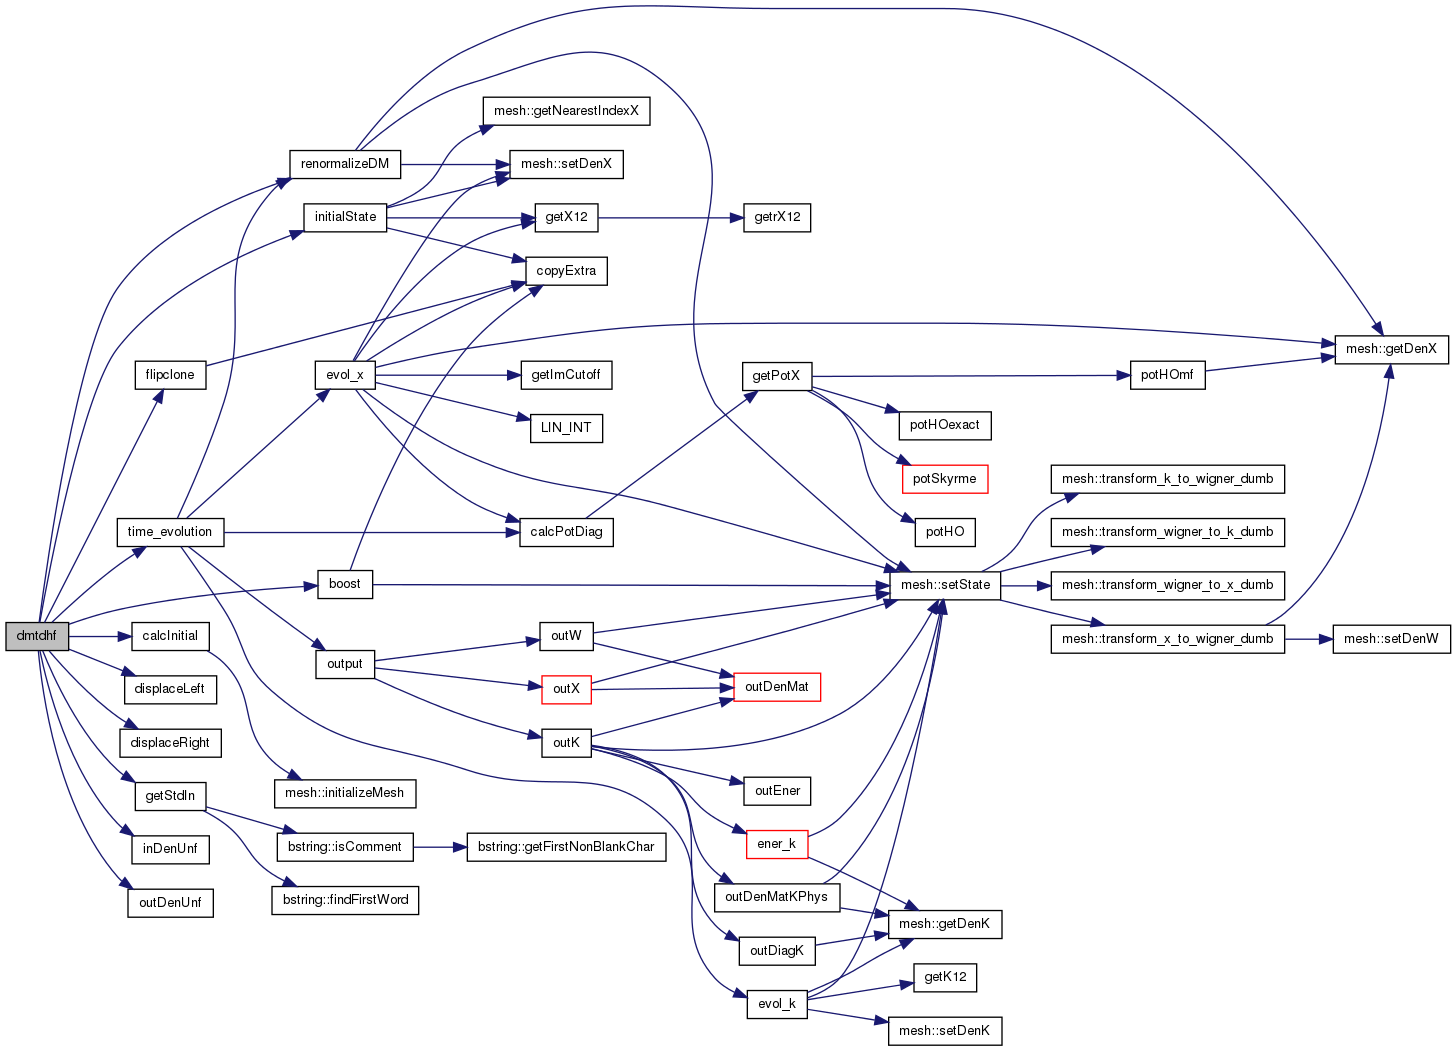 mesh::getNearestIndexX
renormalizeDM
mesh::setDenX
initialState
getX12
getrX12
copyExtra
mesh::getDenX
flipclone
evol_x
getImCutoff
getPotX
potHOmf
LIN_INT
potHOexact
potSkyrme
mesh::transform_k_to_wigner_dumb
time_evolution
calcPotDiag
potHO
mesh::transform_wigner_to_k_dumb
boost
mesh::setState
mesh::transform_wigner_to_x_dumb
dmtdhf
calcInitial
outW
mesh::transform_x_to_wigner_dumb
mesh::setDenW
output
displaceLeft
outX
outDenMat
displaceRight
outK
getStdIn
mesh::initializeMesh
outEner
inDenUnf
bstring::isComment
bstring::getFirstNonBlankChar
ener_k
outDenUnf
bstring::findFirstWord
outDenMatKPhys
mesh::getDenK
outDiagK
getK12
evol_k
mesh::setDenK